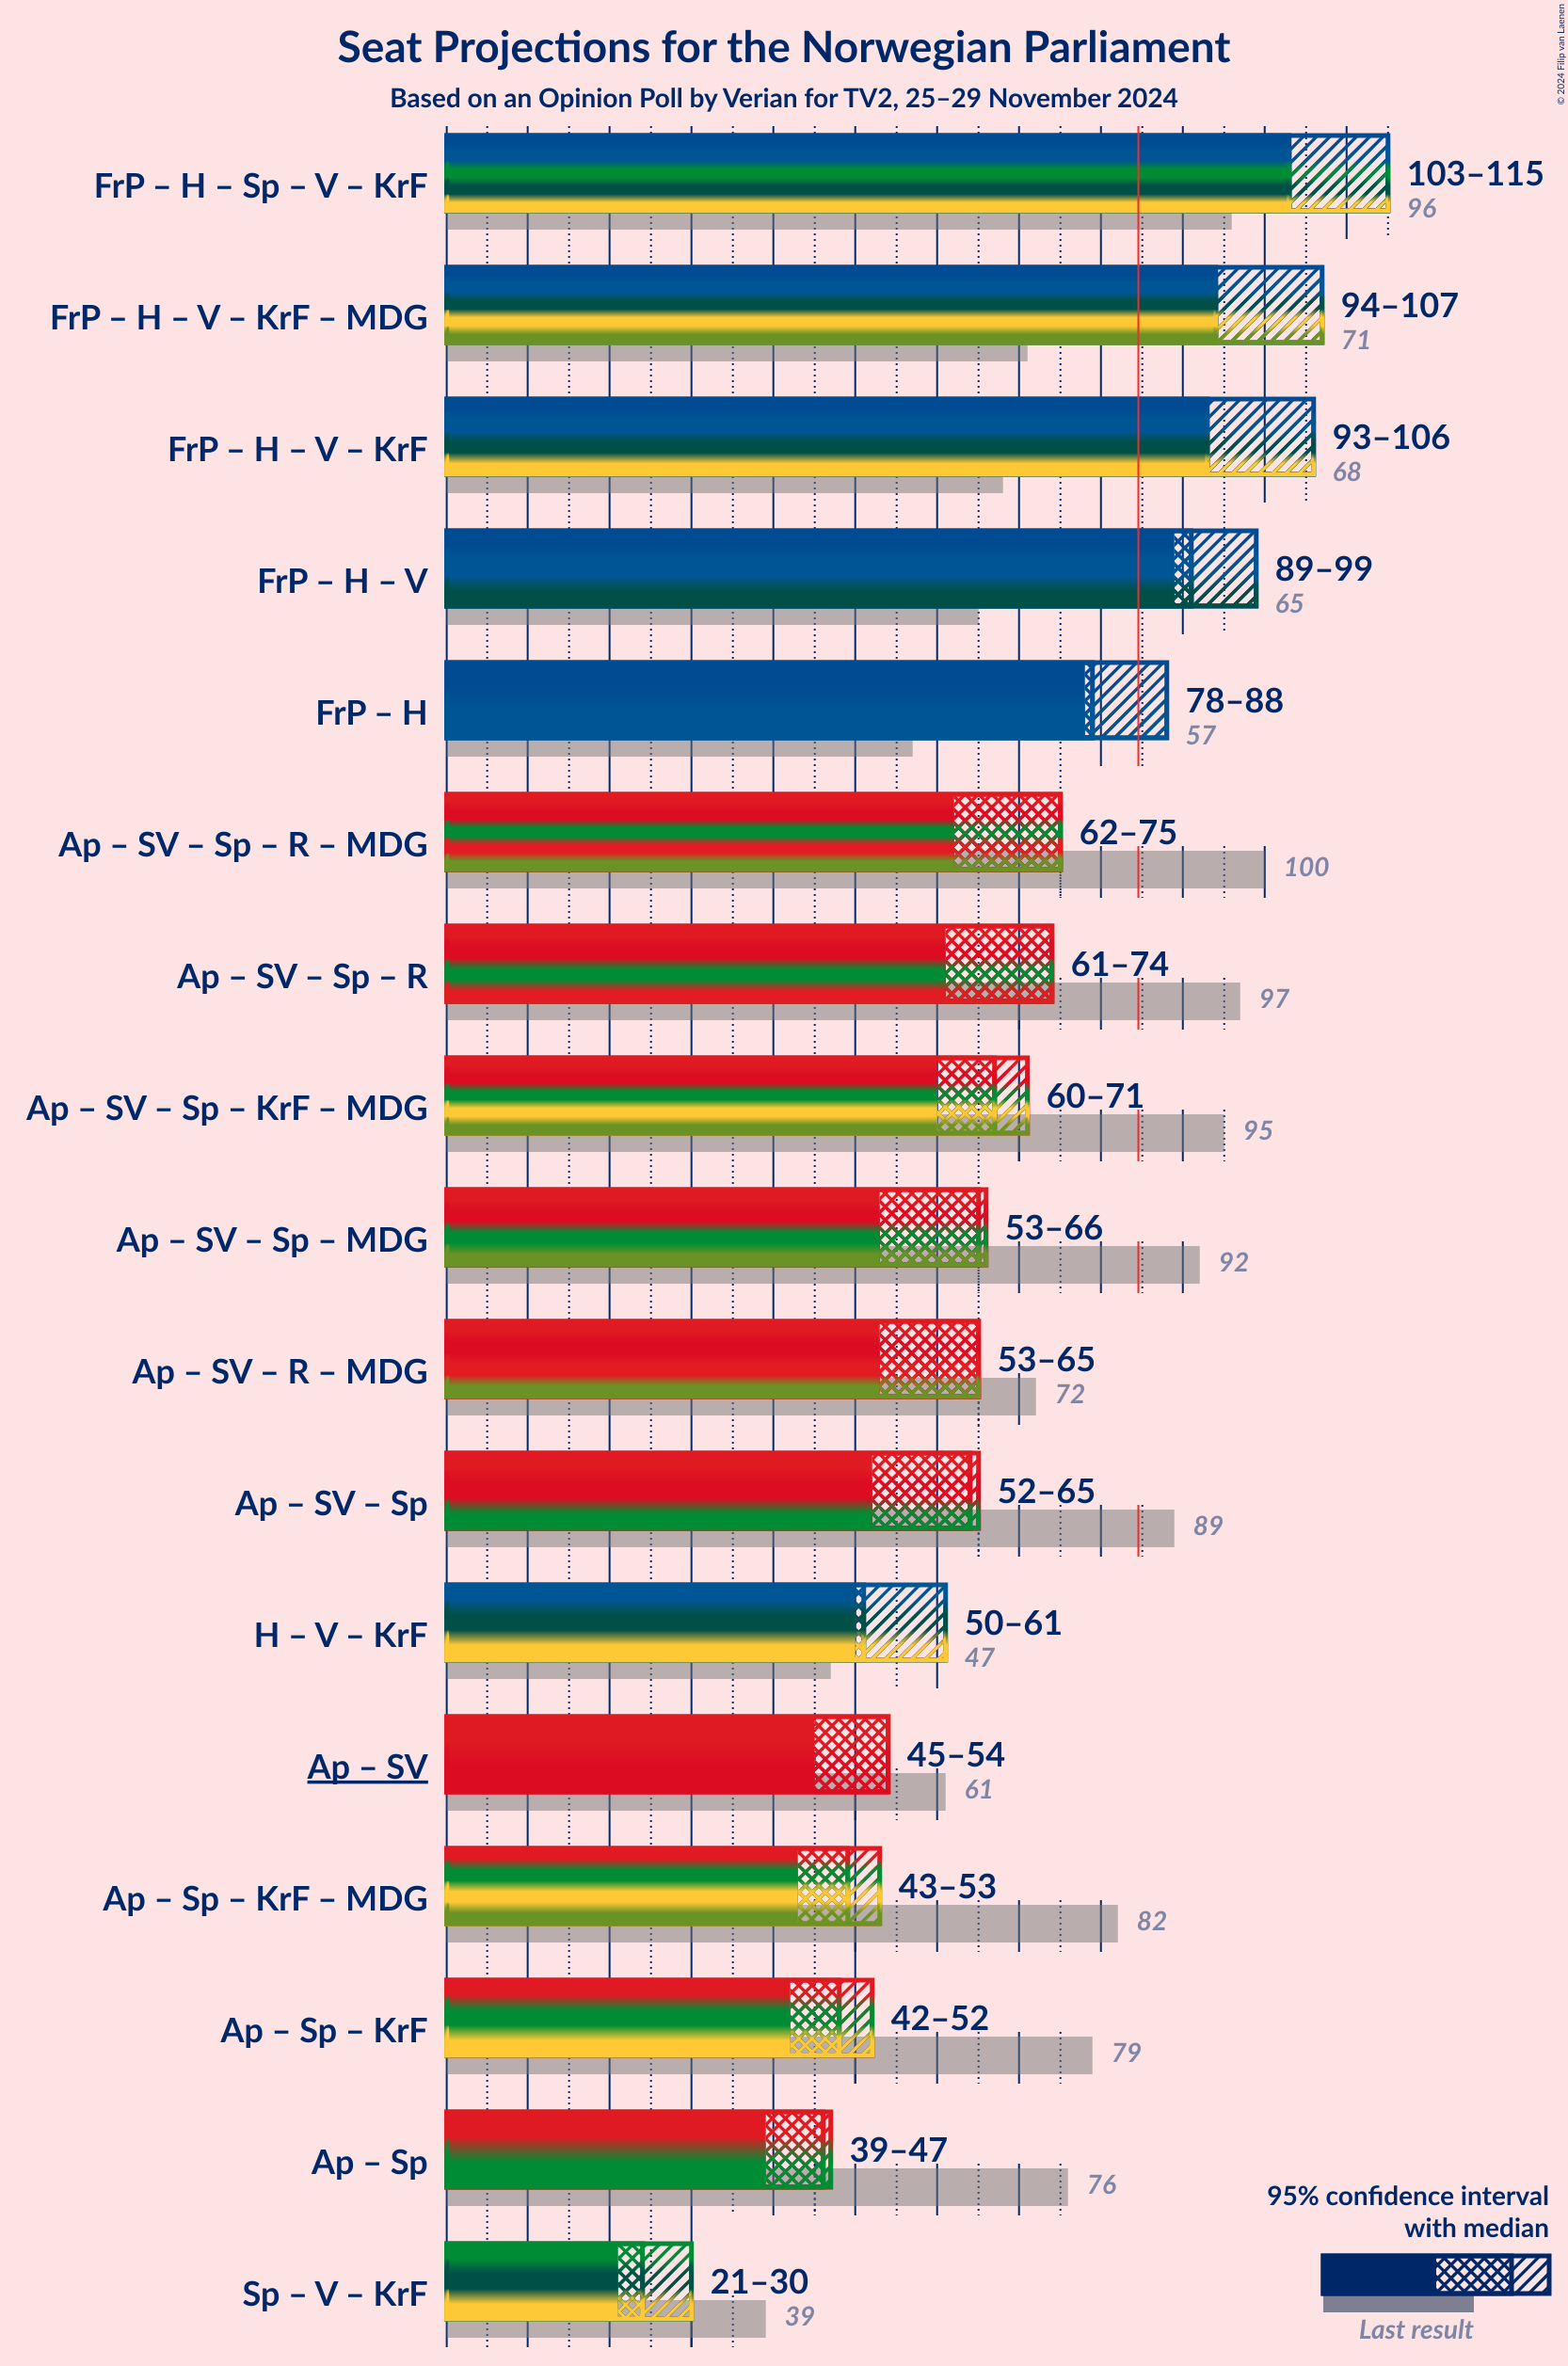 © 2024 Filip van Laenen
Seat Projections for the Norwegian Parliament
Based on an Opinion Poll by Verian for TV2, 25–29 November 2024
FrP – H – Sp – V – KrF
103–115
96
FrP – H – V – KrF – MDG
94–107
71
FrP – H – V – KrF
93–106
68
FrP – H – V
89–99
65
FrP – H
78–88
57
Ap – SV – Sp – R – MDG
62–75
100
Ap – SV – Sp – R
61–74
97
Ap – SV – Sp – KrF – MDG
60–71
95
Ap – SV – Sp – MDG
53–66
92
Ap – SV – R – MDG
53–65
72
Ap – SV – Sp
52–65
89
H – V – KrF
50–61
47
Ap – SV
45–54
61
Ap – Sp – KrF – MDG
43–53
82
Ap – Sp – KrF
42–52
79
Ap – Sp
39–47
76
Sp – V – KrF
21–30
39
95% confidence interval
with median
Last result